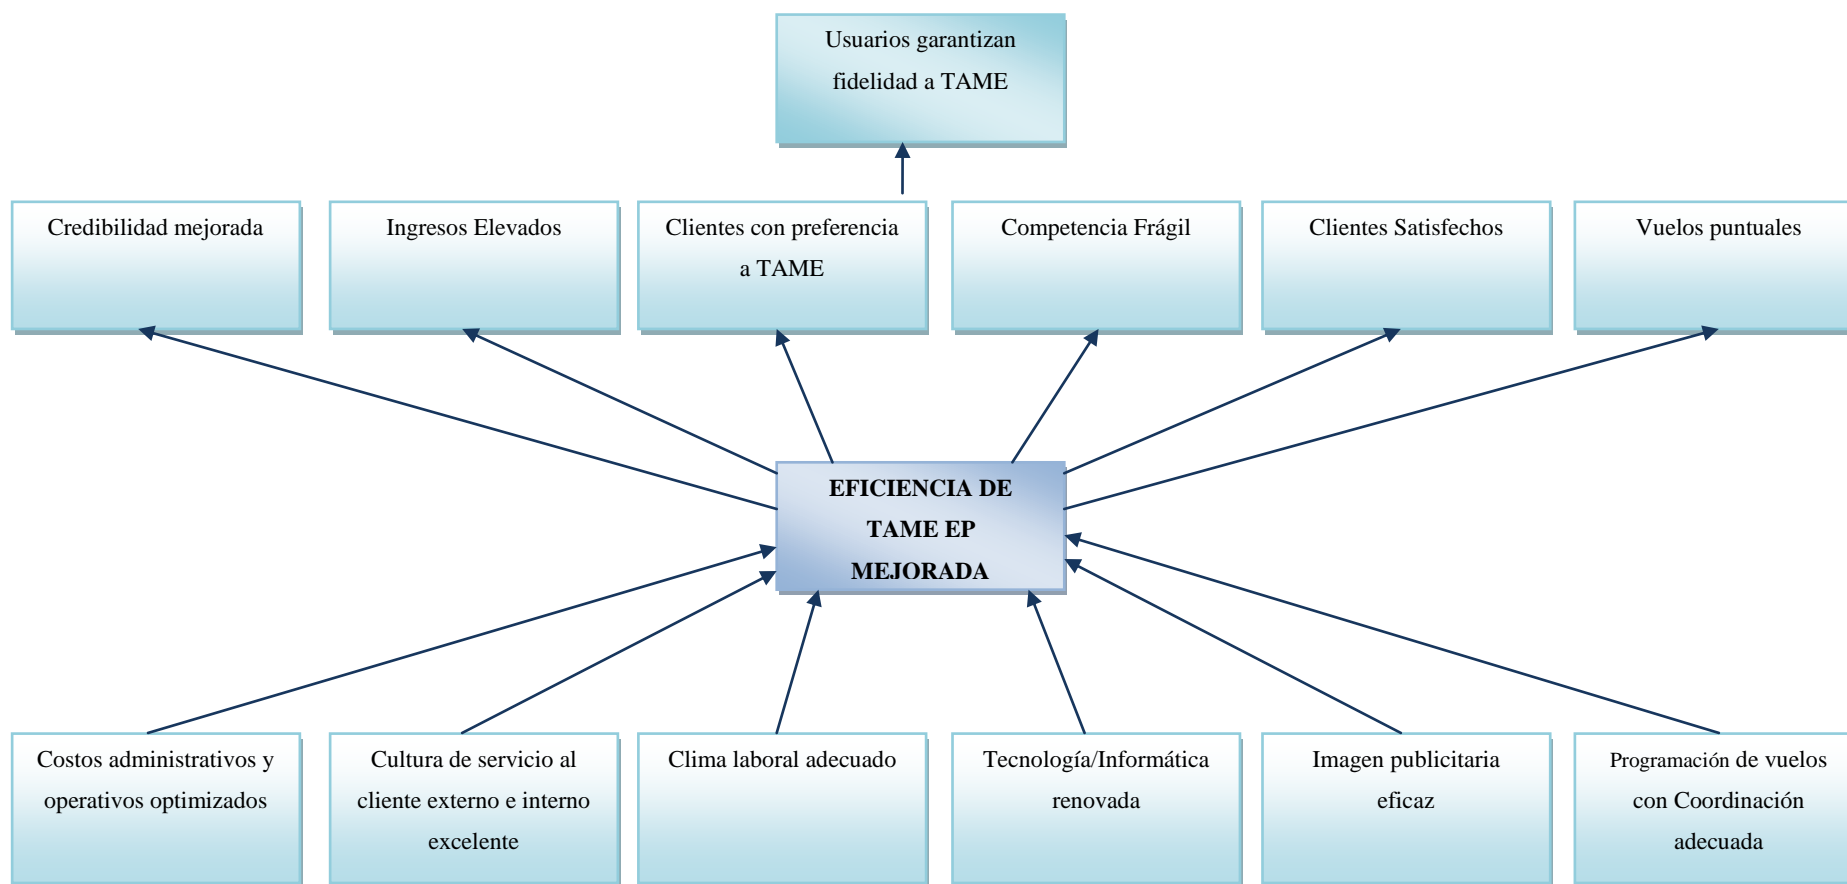 Usuarios garantizan
fidelidad a TAME
Credibilidad mejorada
Ingresos Elevados
Clientes con preferencia
a TAME
Competencia Frágil
Clientes Satisfechos
Vuelos puntuales
EFICIENCIA DE
TAME EP
MEJORADA
Costos administrativos y
operativos optimizados
Cultura de servicio al
cliente externo e interno
excelente
Clima laboral adecuado
Tecnología/Informática
renovada
Imagen publicitaria
eficaz
Programación de vuelos
con Coordinación
adecuada